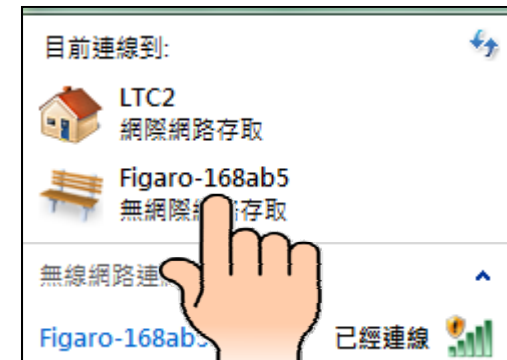 目前連線到:
LTC2
網際網路存取
Figaro-168ab5
無網際 存取
無線網路連
Figaro-168ab
已經連線